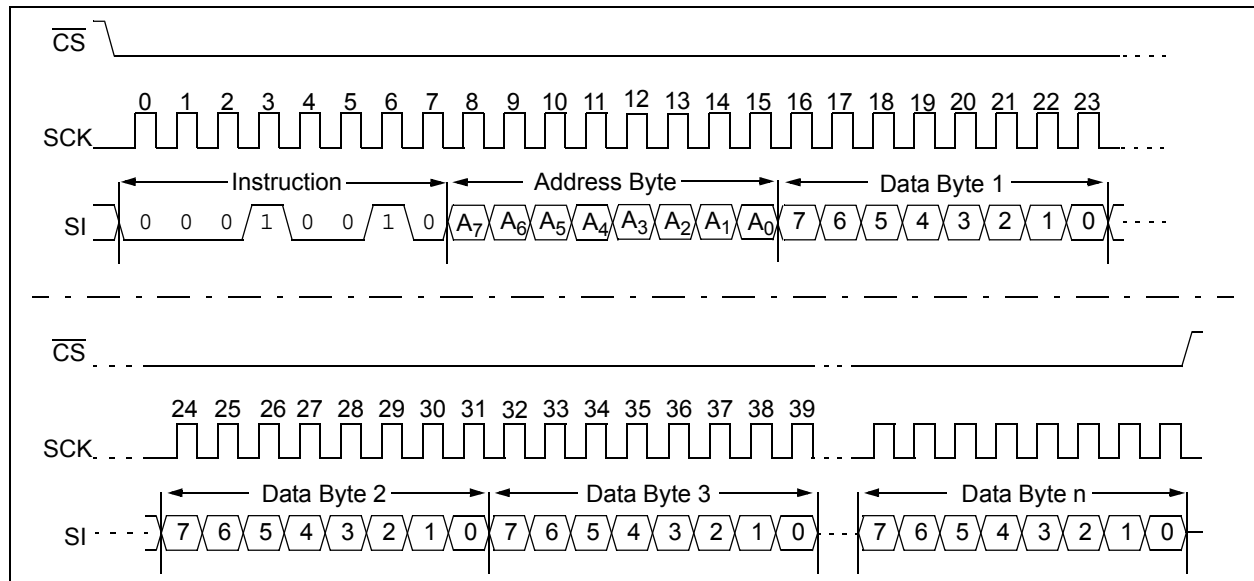 CS
0 1 2 3 4 5 6 7 8 9 10 11 12 13 14 15 16 17 18 19 20 21 22 23
SCK
Instruction Address Byte Data Byte 1
SI 0 0 0 1 0 0 1 0 A7 A6 A5 A4 A3 A2 A1 A0 7 6 5 4 3 2 1 0
CS
24 25 26 27 28 29 30 31 32 33 34 35 36 37 38 39
SCK
Data Byte 2 Data Byte 3 Data Byte n
SI 7 6 5 4 3 2 1 0 7 6 5 4 3 2 1 0 7 6 5 4 3 2 1 0